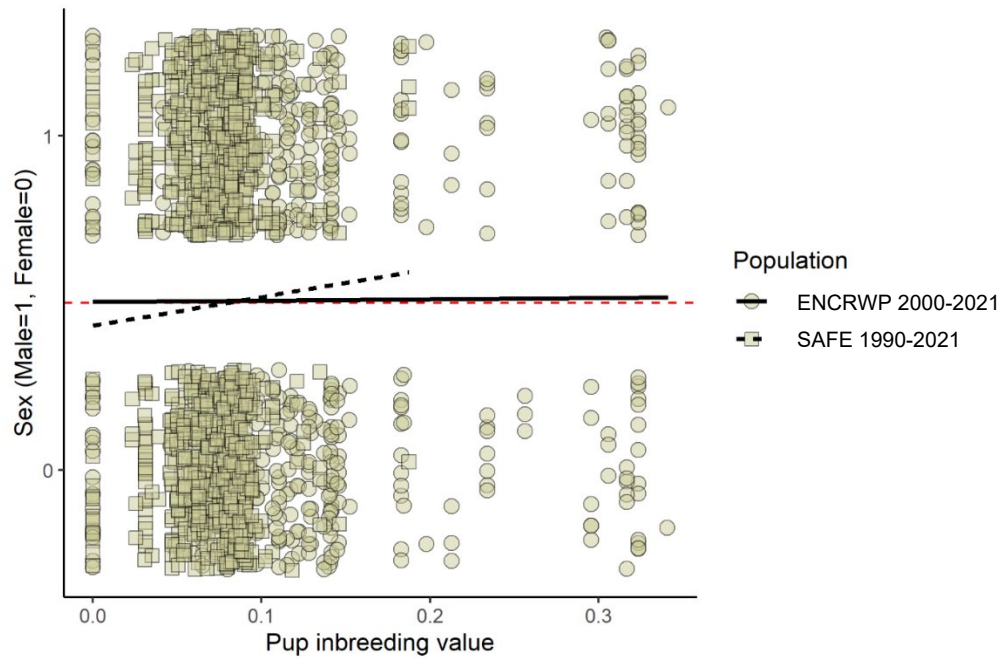 Sex (Male=1, Female=0)
1
0
0.0 0.1 0.2 0.3
Pup inbreeding value
Population
ENCRWP 2000-2021
SAFE 1990-2021